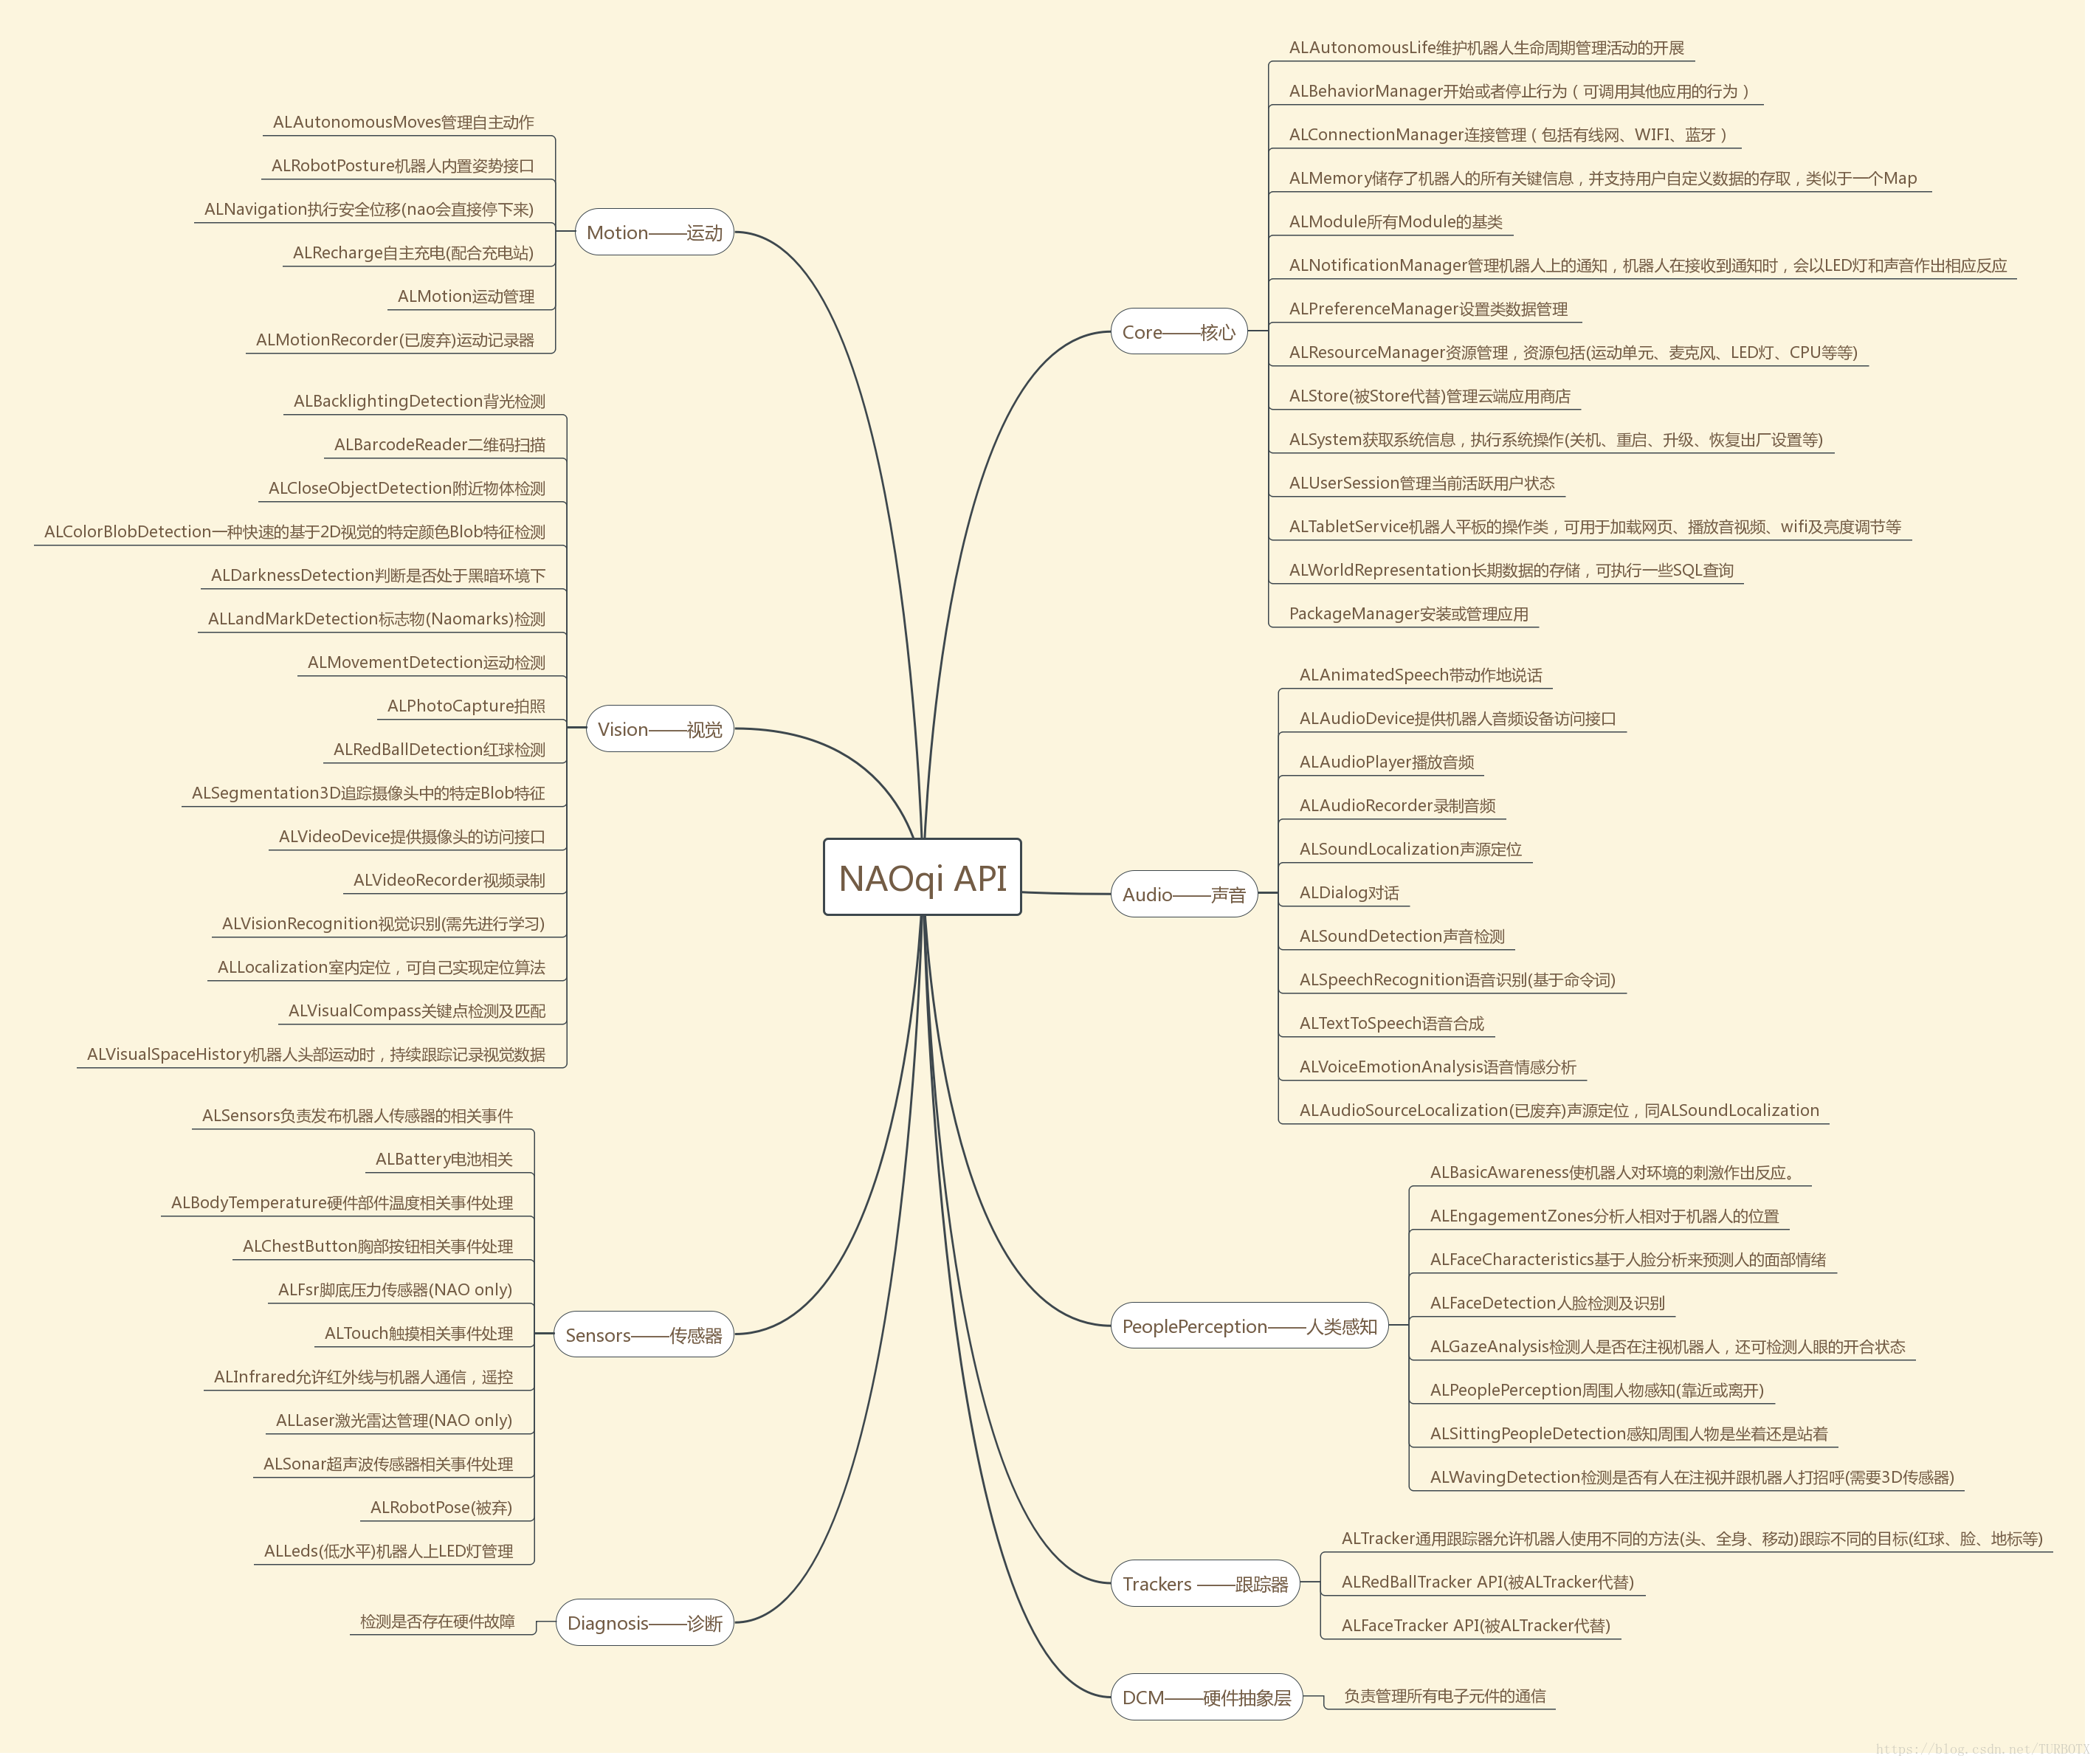 NAOqi API
Motion——运动
ALAutonomousMoves管理自主动作
ALRobotPosture机器人内置姿势接口
ALNavigation执行安全位移(nao会直接停下来)
ALRecharge自主充电(配合充电站)
ALMotion运动管理
ALMotionRecorder(已废弃)运动记录器
Vision——视觉
ALBacklightingDetection背光检测
ALBarcodeReader二维码扫描
ALCloseObjectDetection附近物体检测
ALColorBlobDetection一种快速的基于2D视觉的特定颜色Blob特征检测
ALDarknessDetection判断是否处于黑暗环境下
ALLandMarkDetection标志物(Naomarks)检测
ALMovementDetection运动检测
ALPhotoCapture拍照
ALRedBallDetection红球检测
ALSegmentation3D追踪摄像头中的特定Blob特征
ALVideoDevice提供摄像头的访问接口
ALVideoRecorder视频录制
ALVisionRecognition视觉识别(需先进行学习)
ALLocalization室内定位，可自己实现定位算法
ALVisualCompass关键点检测及匹配
ALVisualSpaceHistory机器人头部运动时，持续跟踪记录视觉数据
Sensors——传感器
ALSensors负责发布机器人传感器的相关事件
ALBattery电池相关
ALBodyTemperature硬件部件温度相关事件处理
ALChestButton胸部按钮相关事件处理
ALFsr脚底压力传感器(NAO only)
ALTouch触摸相关事件处理
ALInfrared允许红外线与机器人通信，遥控
ALLaser激光雷达管理(NAO only)
ALSonar超声波传感器相关事件处理
ALRobotPose(被弃)
ALLeds(低水平)机器人上LED灯管理
Diagnosis——诊断
检测是否存在硬件故障
Core——核心
ALAutonomousLife维护机器人生命周期管理活动的开展
ALBehaviorManager开始或者停止行为（可调用其他应用的行为）
ALConnectionManager连接管理（包括有线网、WIFI、蓝牙）
ALMemory储存了机器人的所有关键信息，并支持用户自定义数据的存取，类似于一个Map
ALModule所有Module的基类
ALNotificationManager管理机器人上的通知，机器人在接收到通知时，会以LED灯和声音作出相应反应
ALPreferenceManager设置类数据管理
ALResourceManager资源管理，资源包括(运动单元、麦克风、LED灯、CPU等等)
ALStore(被Store代替)管理云端应用商店
ALSystem获取系统信息，执行系统操作(关机、重启、升级、恢复出厂设置等)
ALUserSession管理当前活跃用户状态
ALTabletService机器人平板的操作类，可用于加载网页、播放音视频、wifi及亮度调节等
ALWorldRepresentation长期数据的存储，可执行一些SQL查询
PackageManager安装或管理应用
Audio——声音
ALAnimatedSpeech带动作地说话
ALAudioDevice提供机器人音频设备访问接口
ALAudioPlayer播放音频
ALAudioRecorder录制音频
ALSoundLocalization声源定位
ALDialog对话
ALSoundDetection声音检测
ALSpeechRecognition语音识别(基于命令词)
ALTextToSpeech语音合成
ALVoiceEmotionAnalysis语音情感分析
ALAudioSourceLocalization(已废弃)声源定位，同ALSoundLocalization
PeoplePerception——人类感知
ALBasicAwareness使机器人对环境的刺激作出反应。
ALEngagementZones分析人相对于机器人的位置
ALFaceCharacteristics基于人脸分析来预测人的面部情绪
ALFaceDetection人脸检测及识别
ALGazeAnalysis检测人是否在注视机器人，还可检测人眼的开合状态
ALPeoplePerception周围人物感知(靠近或离开)
ALSittingPeopleDetection感知周围人物是坐着还是站着
ALWavingDetection检测是否有人在注视并跟机器人打招呼(需要3D传感器)
Trackers ——跟踪器
ALTracker通用跟踪器允许机器人使用不同的方法(头、全身、移动)跟踪不同的目标(红球、脸、地标等)
ALRedBallTracker API(被ALTracker代替)
ALFaceTracker API(被ALTracker代替)
DCM——硬件抽象层
负责管理所有电子元件的通信
https://blog.csdn.net/TURBOTX